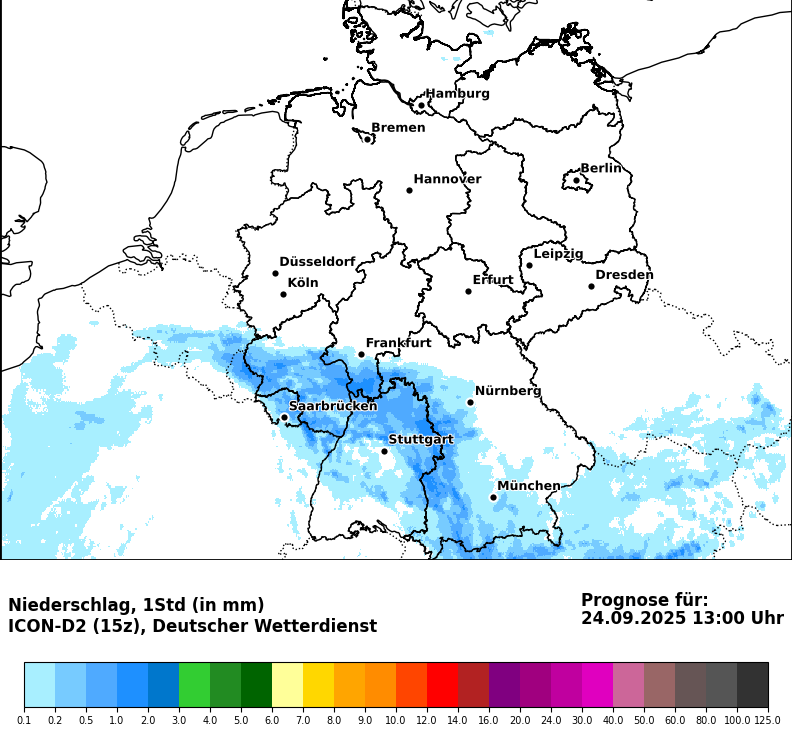 Hamburg
Bremen
Berlin
Hannover
Leipzig
Düsseldorf
Dresden
Köln
Erfurt
Frankfurt
Nürnberg
Saarbrücken
Stuttgart
München
Niederschlag, 1Std (in mm)
ICON-D2 (15z), Deutscher Wetterdienst
Prognose für:
24.09.2025 13:00 Uhr
0.1 0.2 0.5 1.0 2.0 3.0 4.0 5.0 6.0 7.0 8.0 9.0 10.0 12.0 14.0 16.0 20.0 24.0 30.0 40.0 50.0 60.0 80.0 100.0 125.0